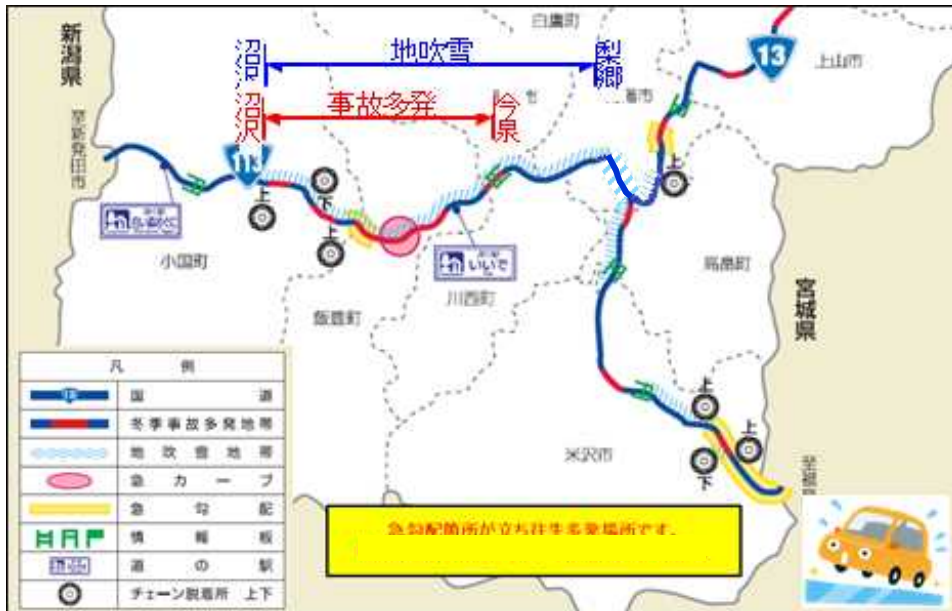 新潟県
至新発田市
白鷹町
上山市
13
地吹雪
梨郷
沼沢
事故多発
今泉
沼沢
113
上
下
上
上
小国町
飯豊町
川西町
いいで
高畠町
宮城県
米沢市
上
上
下
凡例
国道
冬季事故多発地帯
地吹雪地帯
急カーブ
急勾配
情報板
道の駅
チェーン脱着所 上下
急勾配箇所が立ち往生多発場所です。